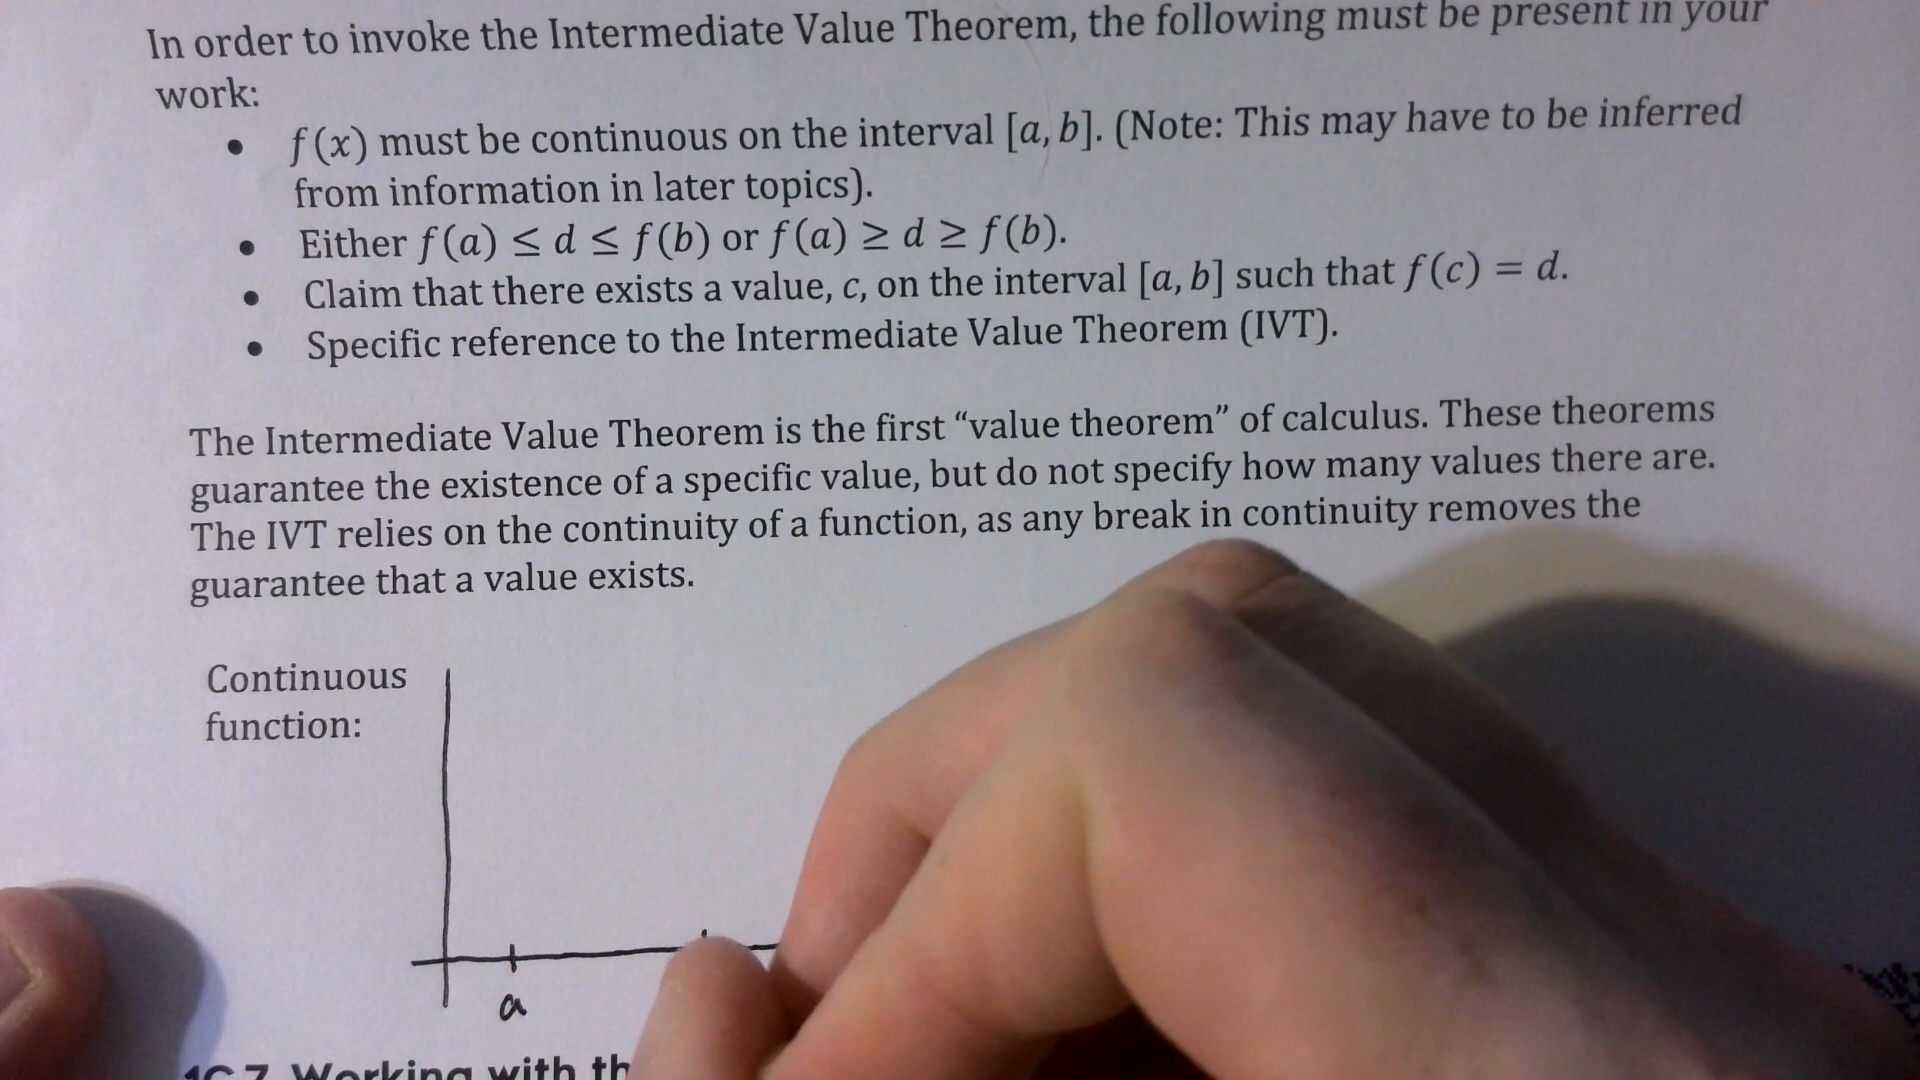 In order to invoke the Intermediate Value Theorem, the following must be present in your
work:
• f(x) must be continuous on the interval [a, b]. (Note: This may have to be inferred
from information in later topics).
• Either f(a) ≤ d ≤ f(b) or f(a) ≥ d ≥ f(b).
• Claim that there exists a value, c, on the interval [a, b] such that f(c) = d.
• Specific reference to the Intermediate Value Theorem (IVT).
The Intermediate Value Theorem is the first “value theorem” of calculus. These theorems
guarantee the existence of a specific value, but do not specify how many values there are.
The IVT relies on the continuity of a function, as any break in continuity removes the
guarantee that a value exists.
Continuous
function:
a
Working with